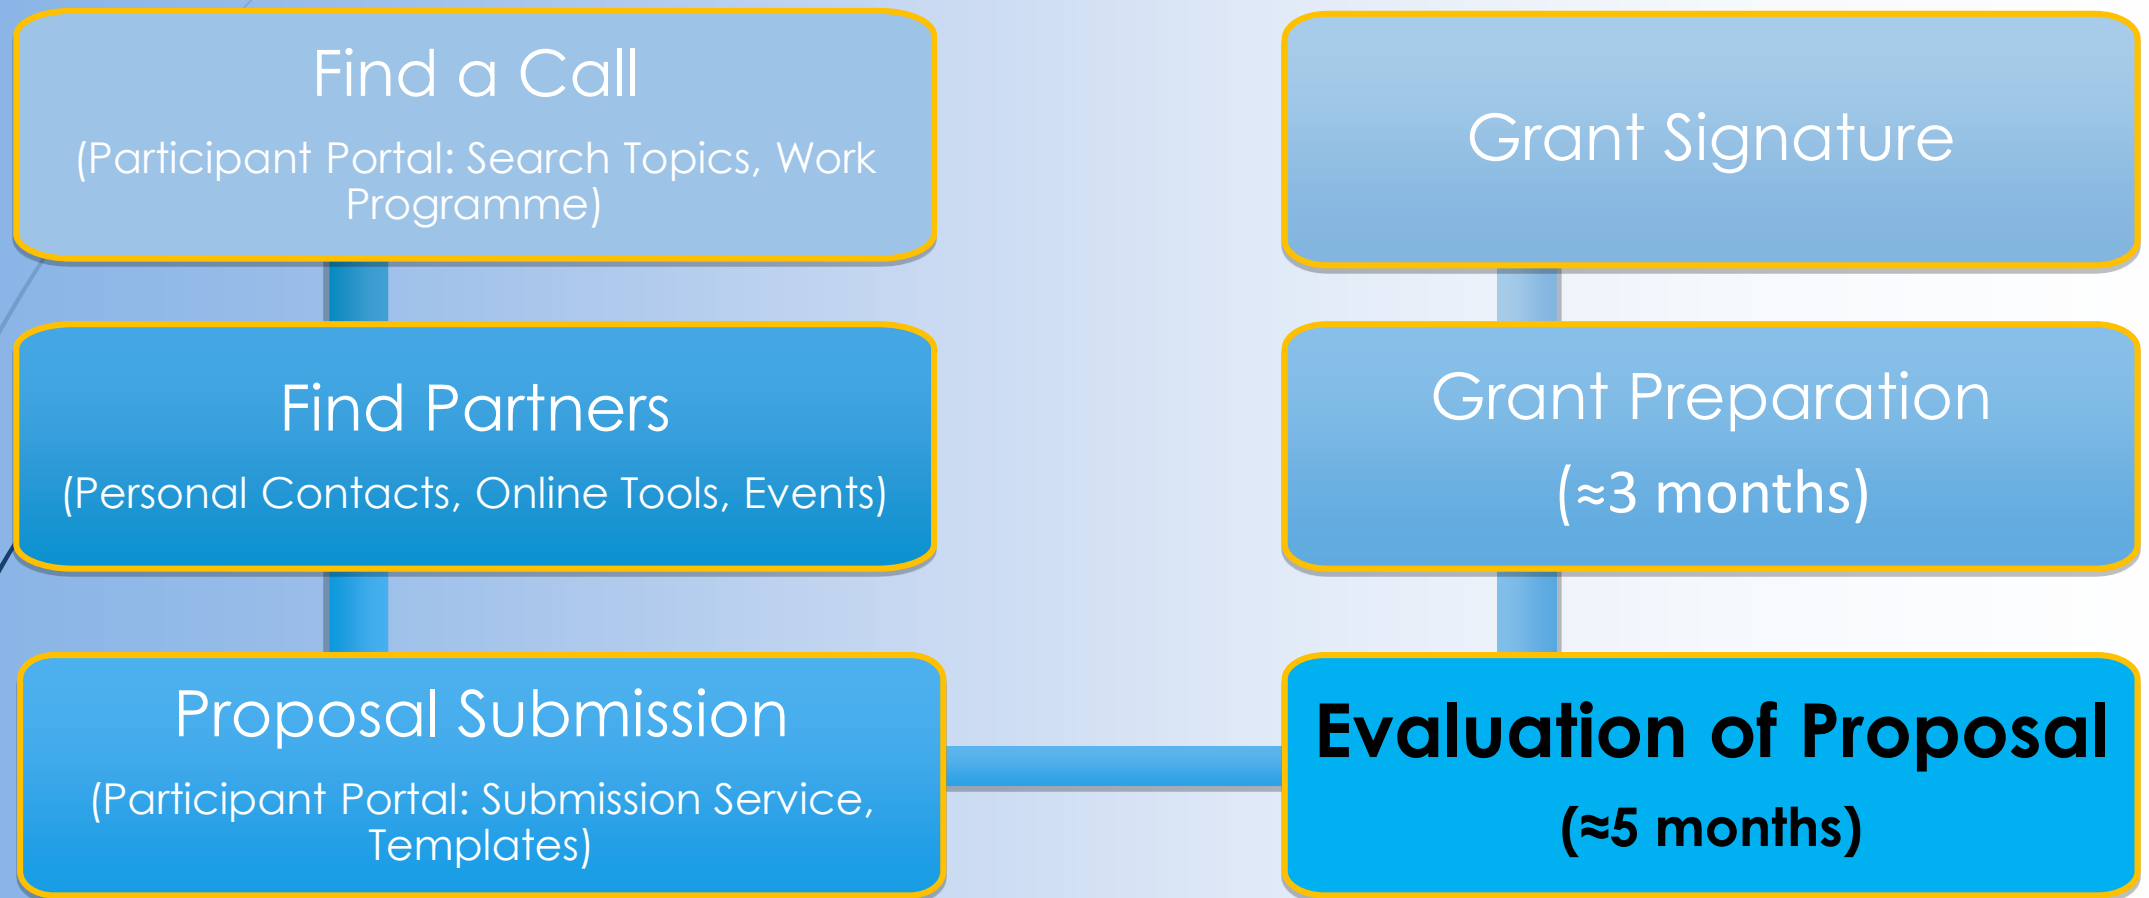 Find a Call
(Participant Portal: Search Topics, Work
Programme)
Find Partners
(Personal Contacts, Online Tools, Events)
Proposal Submission
(Participant Portal: Submission Service,
Templates)
Evaluation of Proposal
(≈5 months)
Grant Preparation
(≈3 months)
Grant Signature